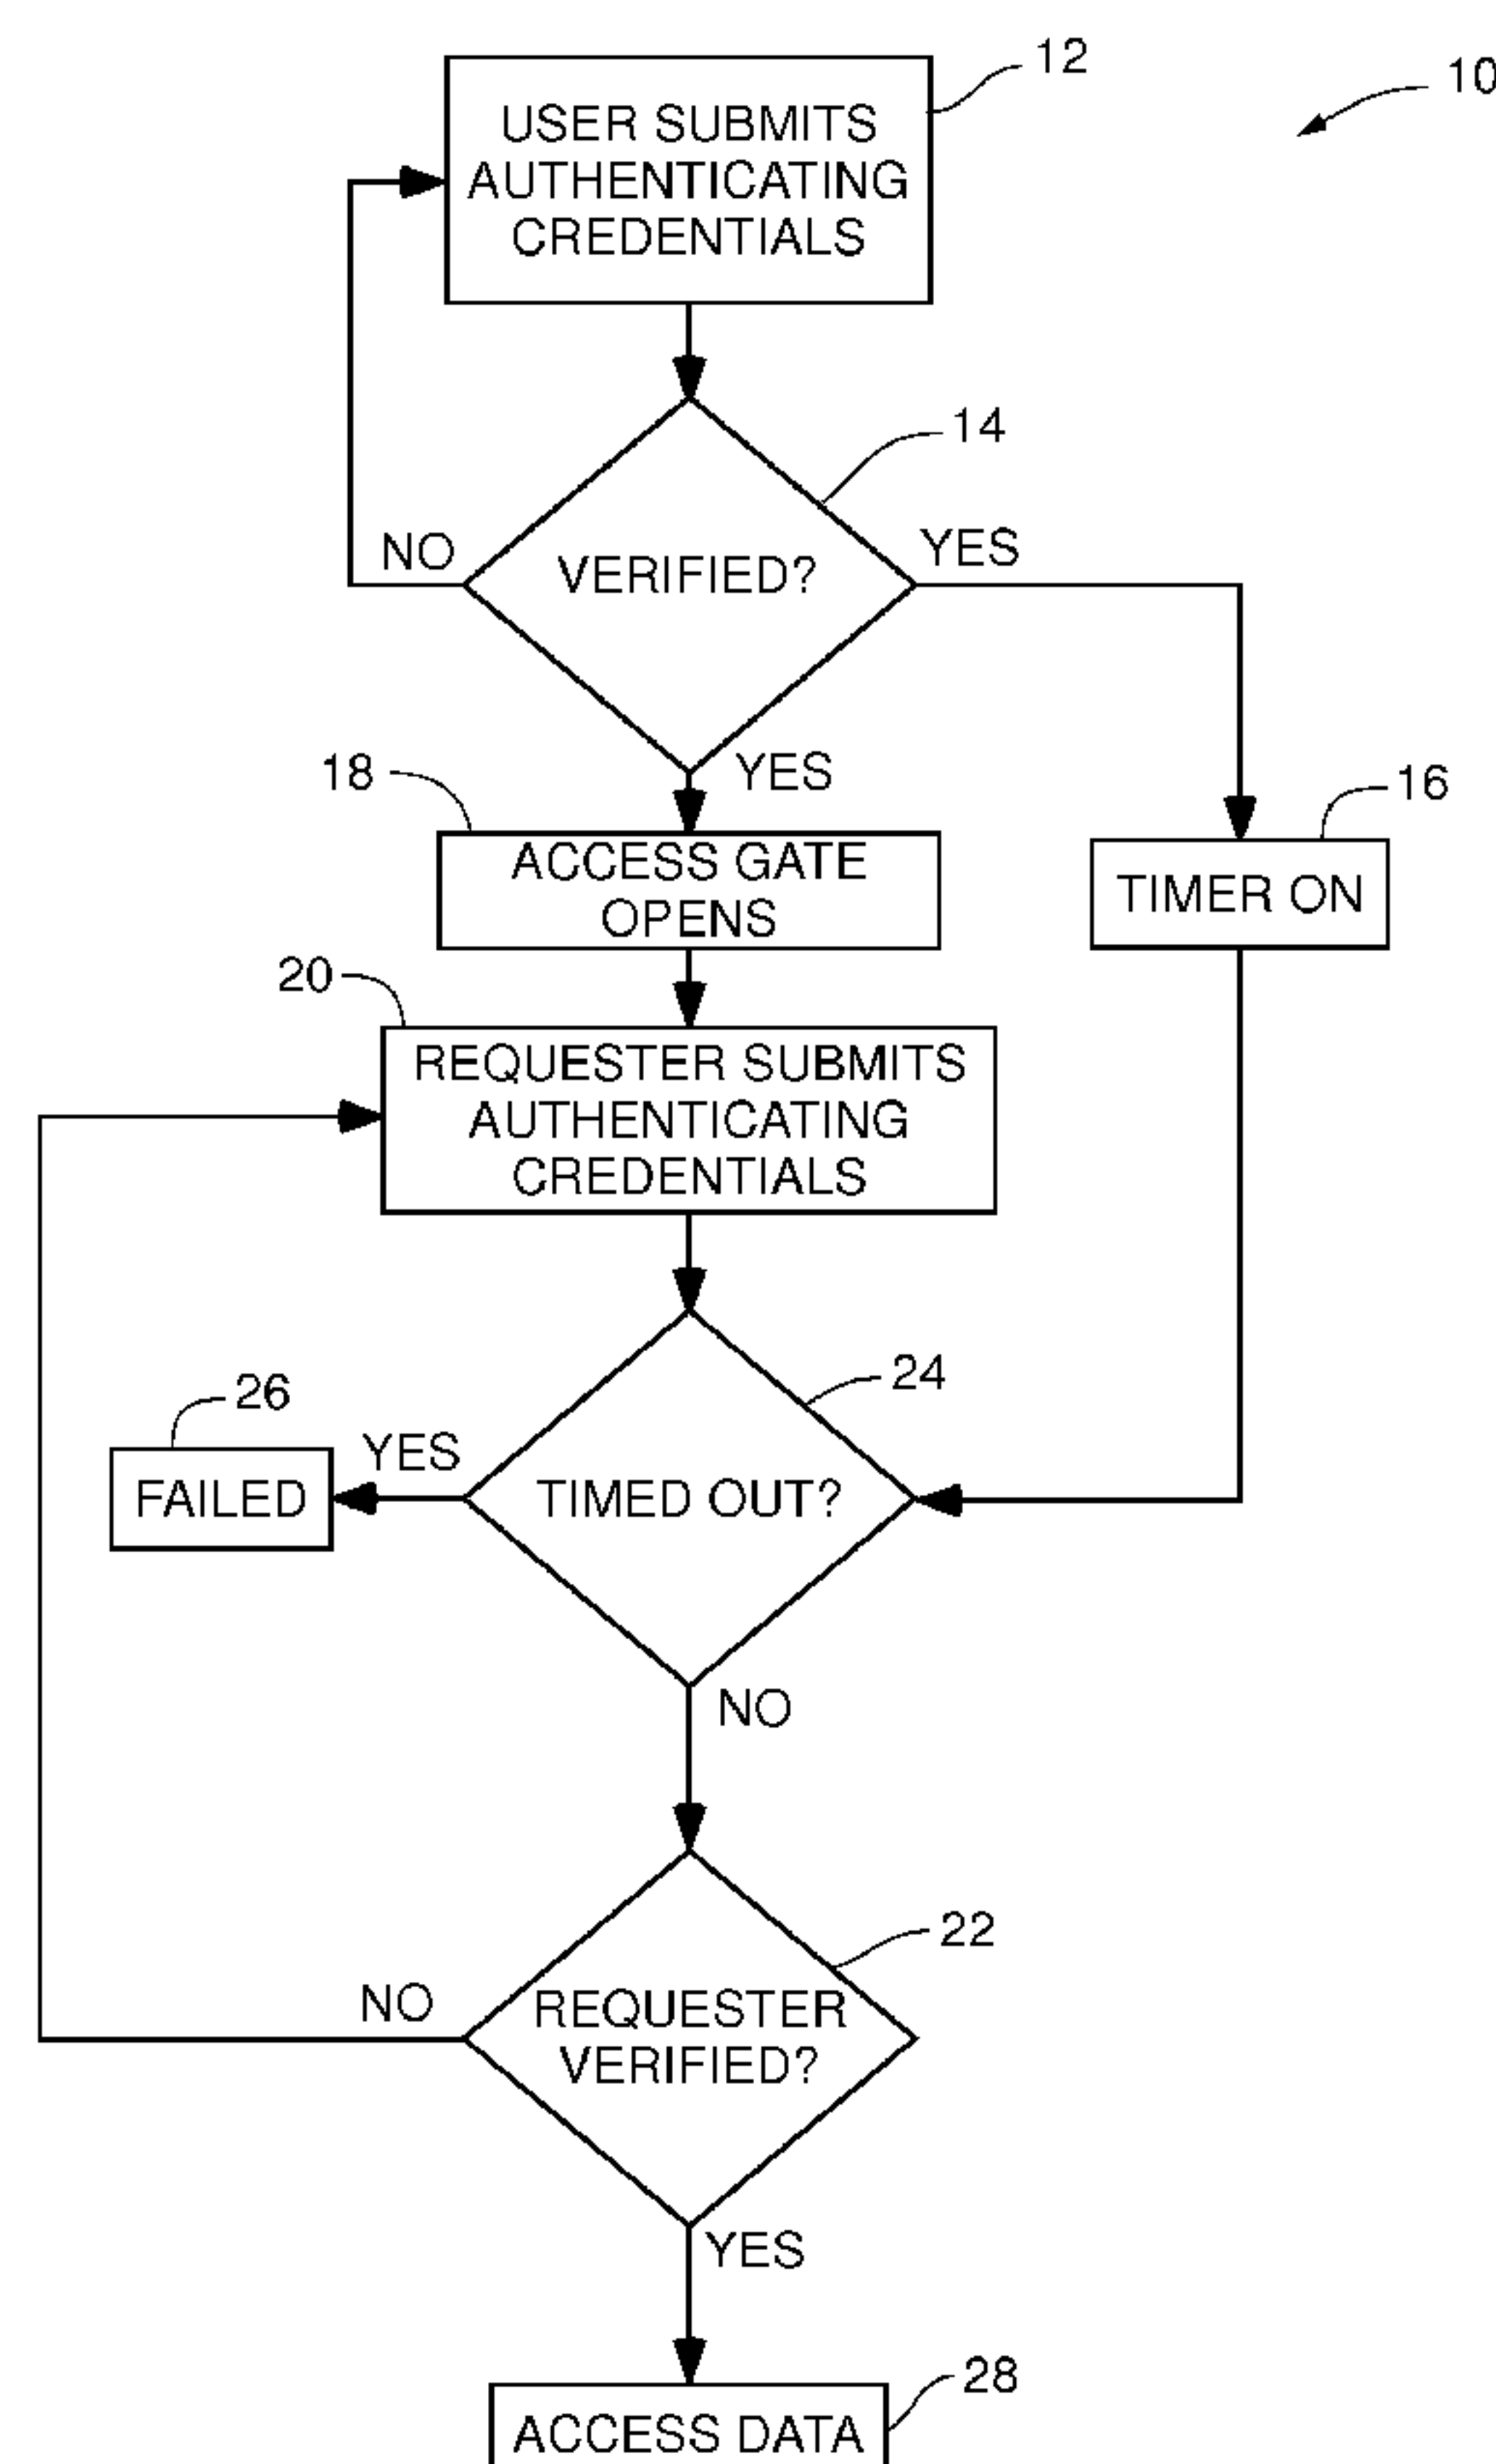 12
10
USER SUBMITS
AUTHENTICATING
CREDENTIALS
14
NO
VERIFIED?
YES
18
YES
16
ACCESS GATE
OPENS
TIMER ON
20
REQUESTER SUBMITS
AUTHENTICATING
CREDENTIALS
24
26
YES
FAILED
TIMED OUT?
NO
22
NO
REQUESTER
VERIFIED?
YES
28
ACCESS DATA